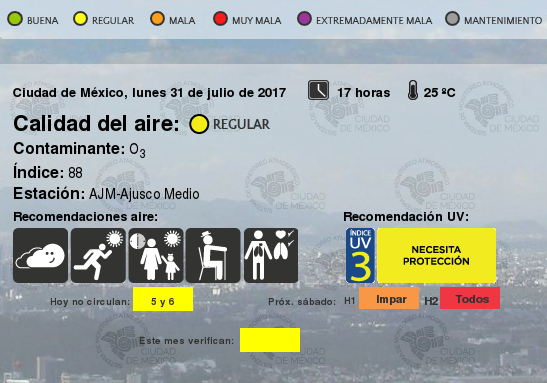 BUENA REGULAR MALA MUY MALA EXTREMADAMENTE MALA MANTENIMIENTO
Ciudad de México, lunes 31 de julio de 2017 17 horas 25 ºC
Calidad del aire: REGULAR
Contaminante: O3
Índice: 88
Estación: AJM-Ajusco Medio
Recomendaciones aire: Recomendación UV:
ÍNDICE UV 3 NECESITA PROTECCIÓN
Hoy no circulan: 5 y 6 Próx. sábado: H1 Impar H2 Todos
Este mes verifican:
CIUDAD DE MÉXICO